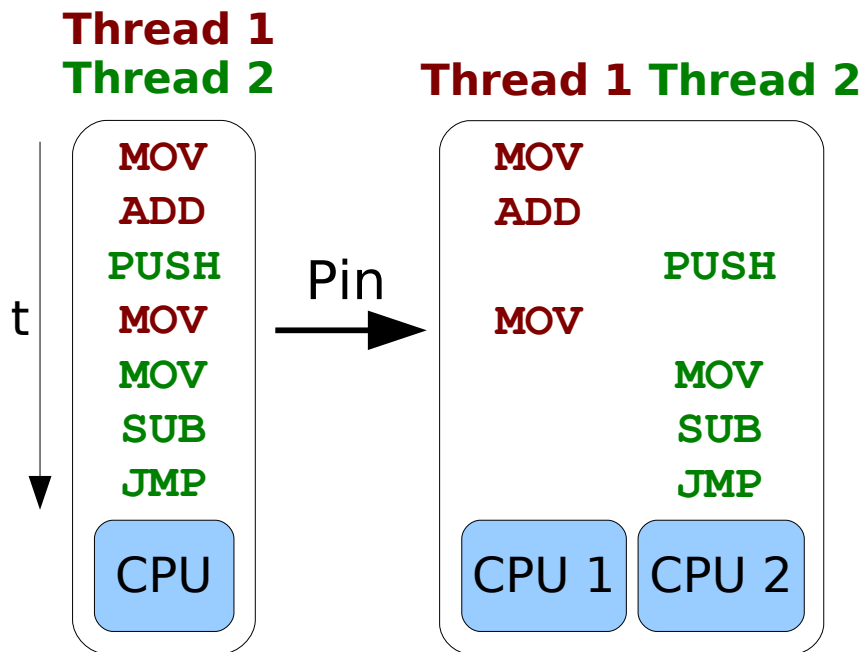 Thread 1
Thread 2
t
MOV
ADD
PUSH
MOV
MOV
SUB
JMP
CPU
Pin
Thread 1 Thread 2
MOV
ADD
PUSH
MOV
MOV
SUB
JMP
CPU 1 CPU 2